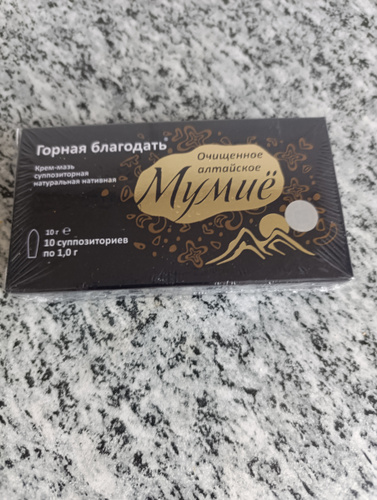 Горная благодать®
Крем-мазь
суппозиторная
натуральная нативная
Очищенное
алтайское
Мумиё
10 г ℮
10 суппозиториев
по 1,0 г